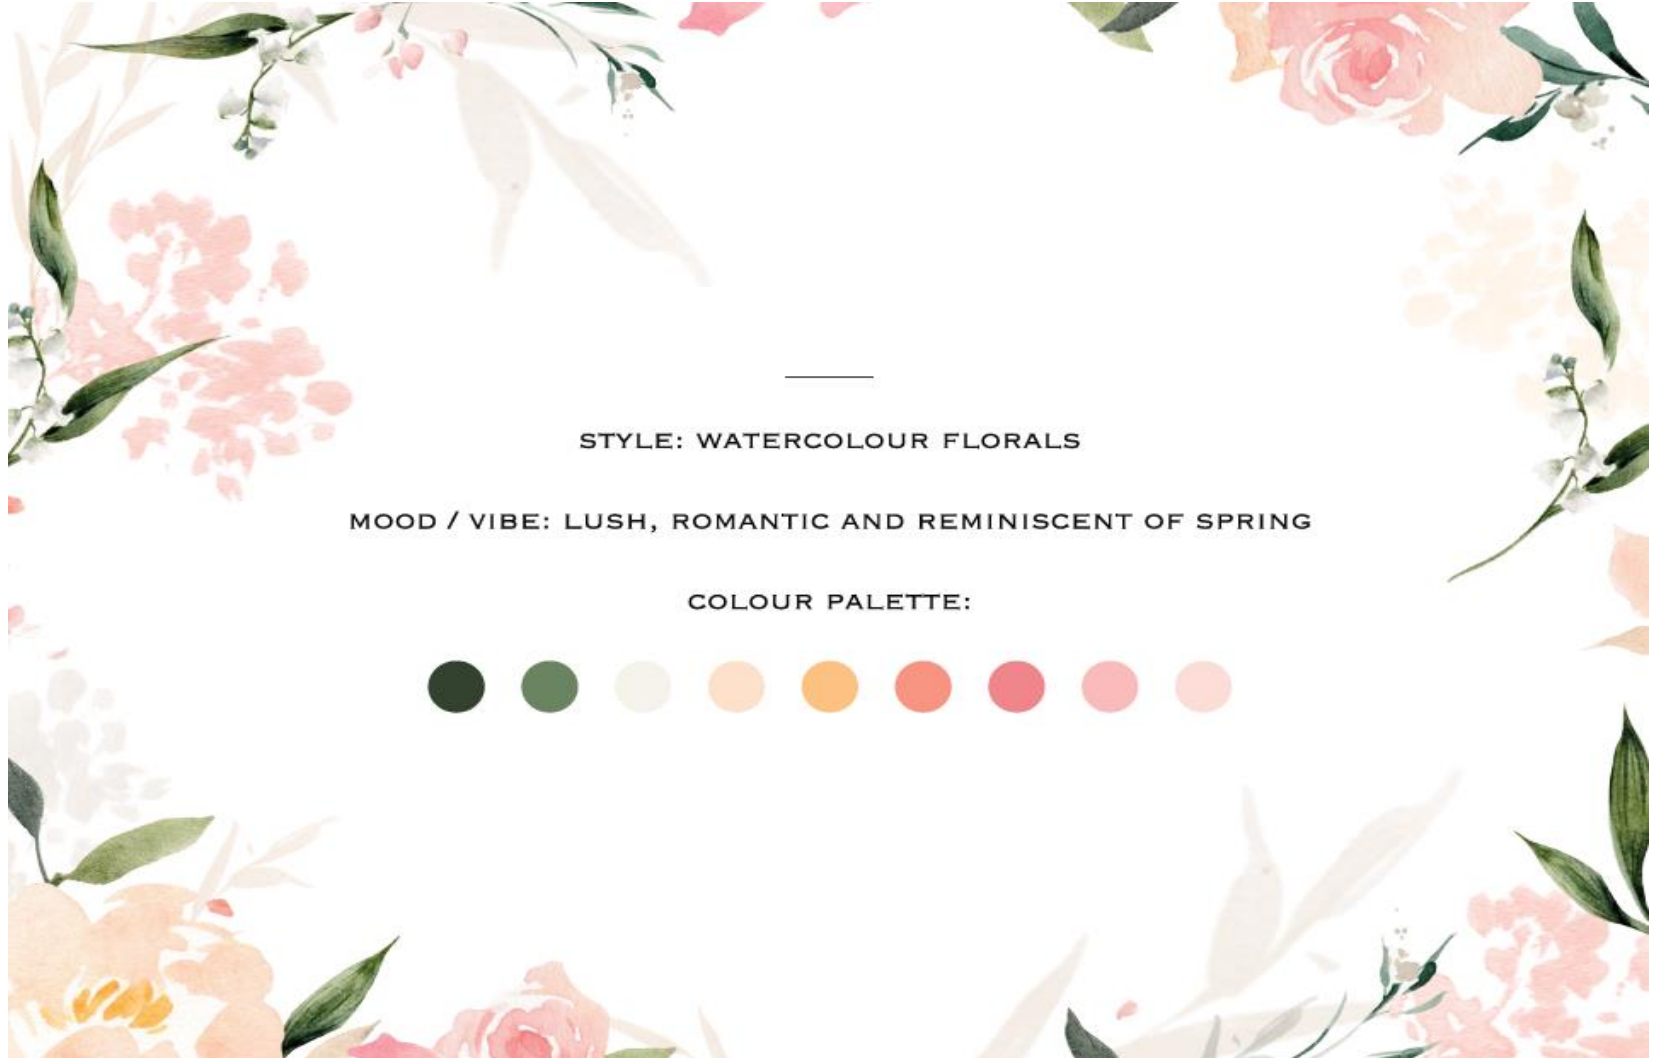 STYLE: WATERCOLOUR FLORALS
MOOD / VIBE: LUSH, ROMANTIC AND REMINISCENT OF SPRING
COLOUR PALETTE: